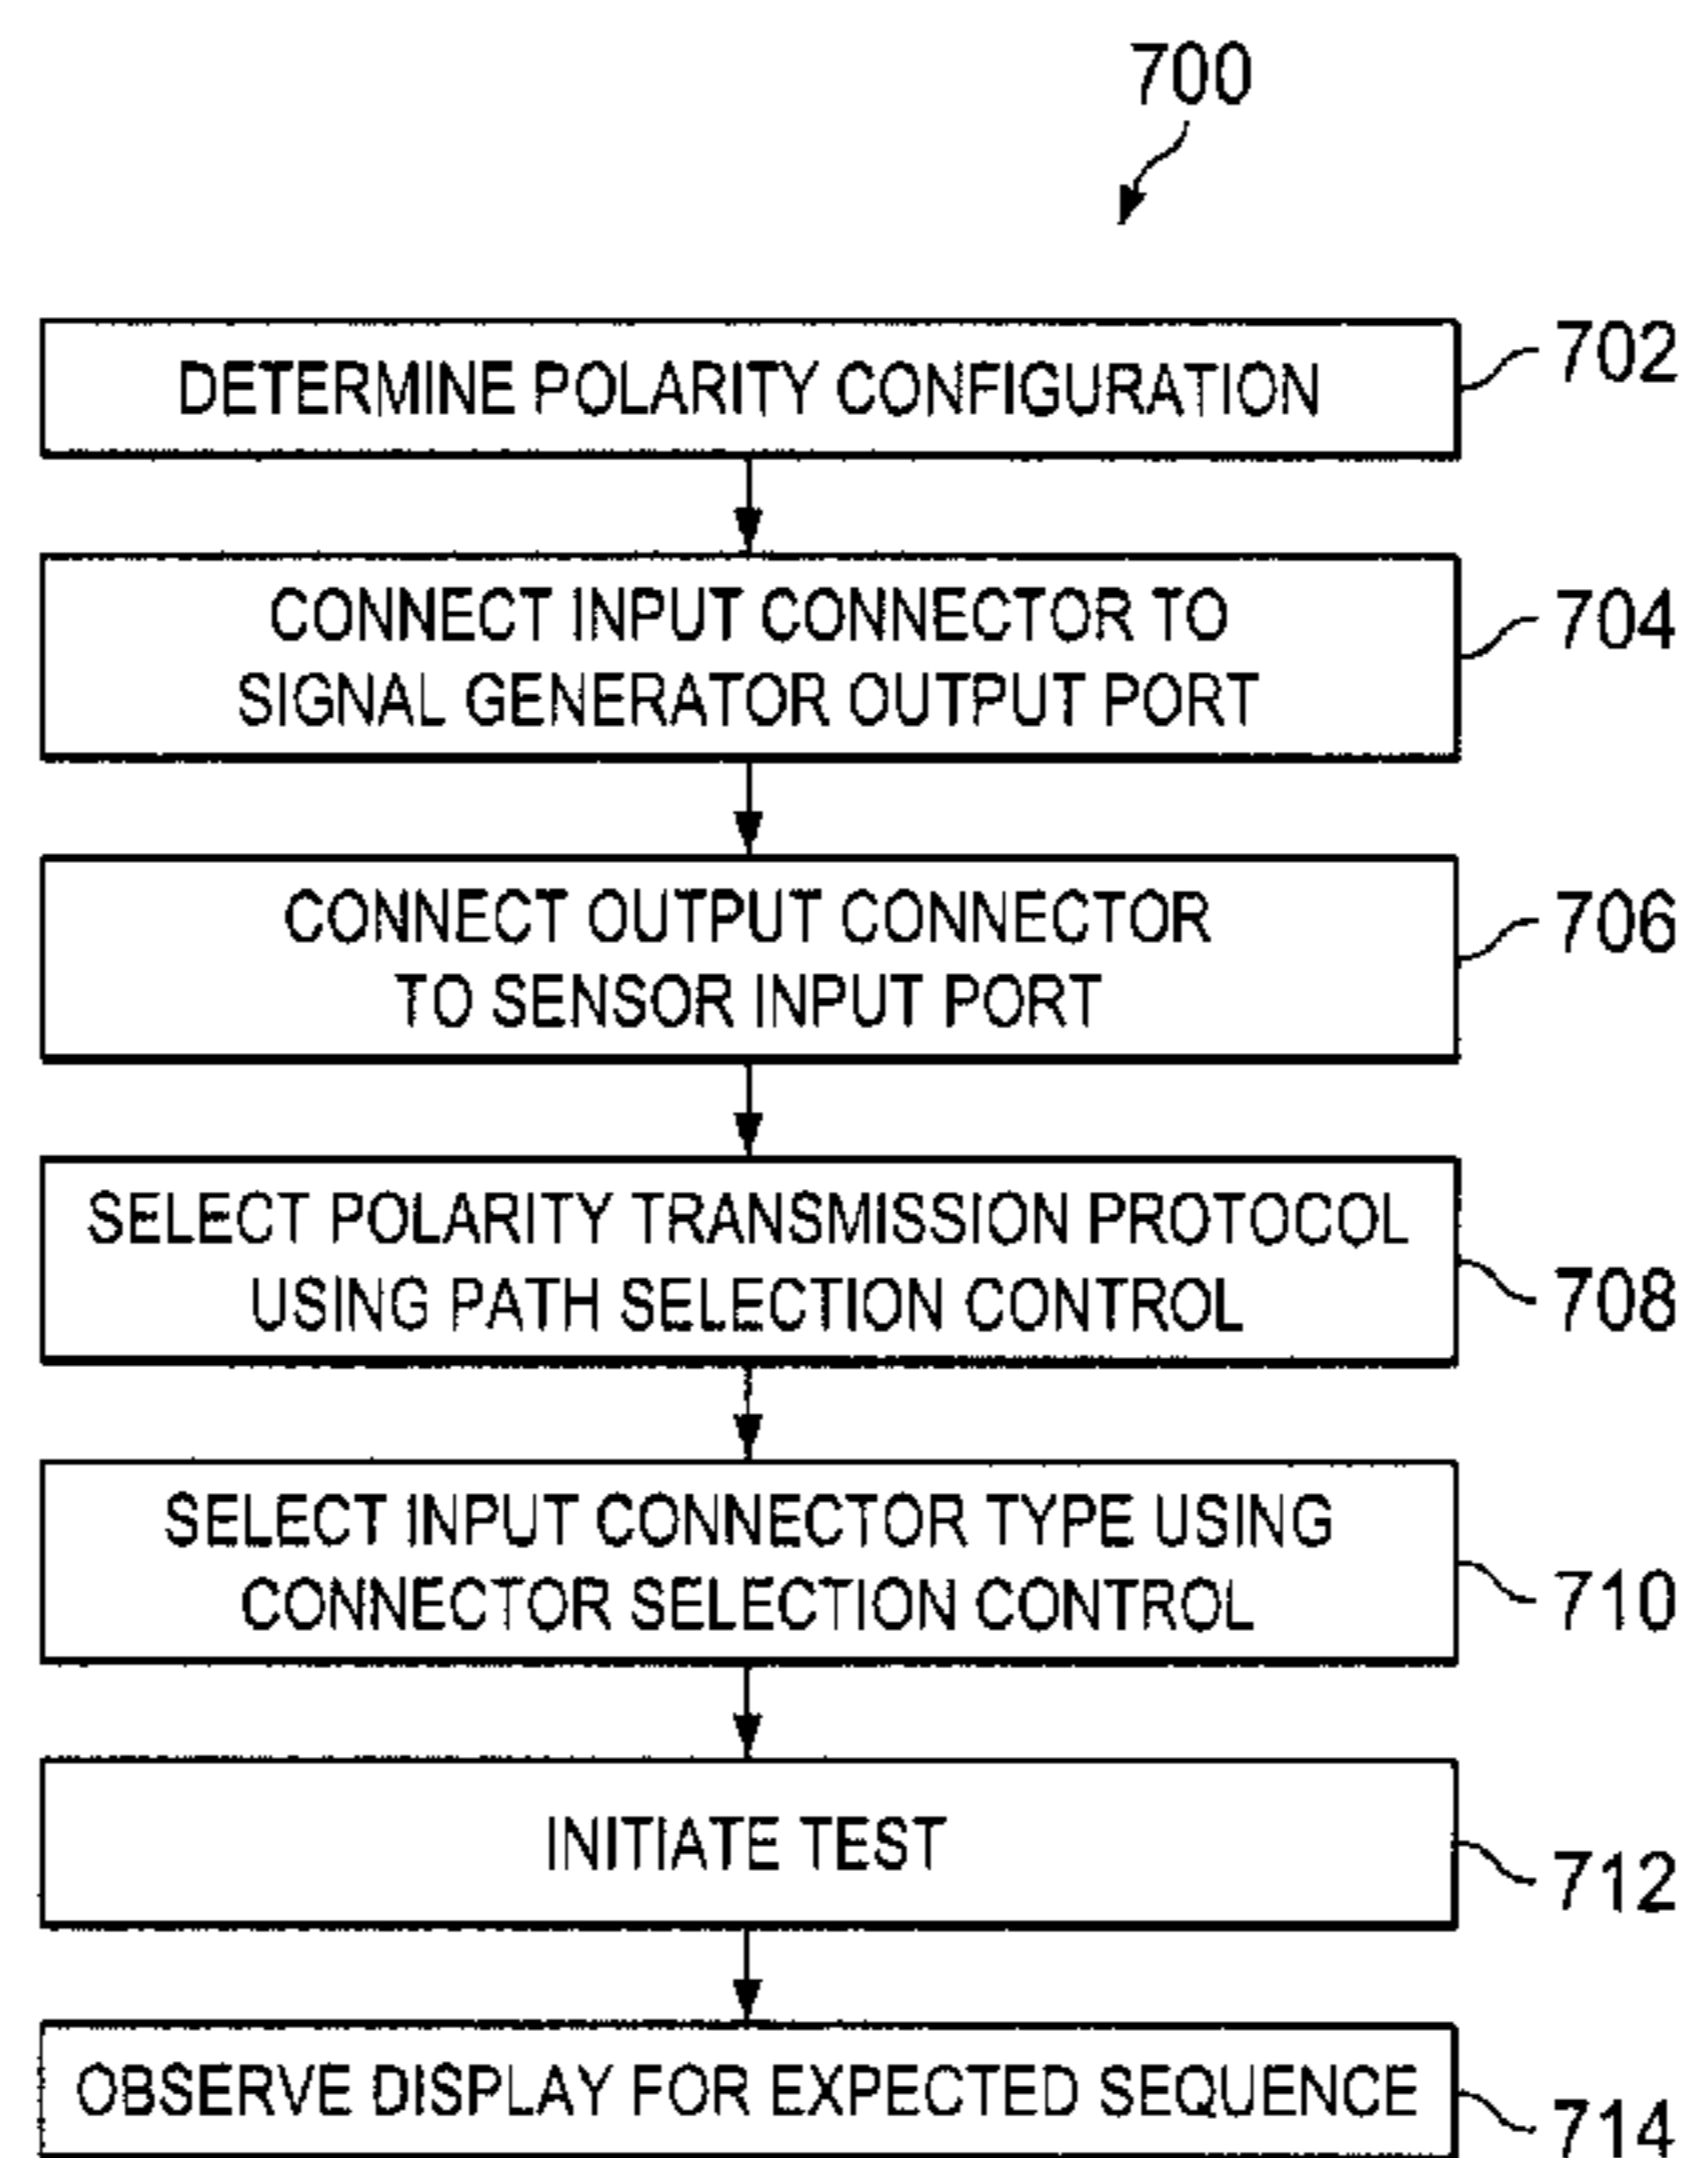 700
DETERMINE POLARITY CONFIGURATION
702
CONNECT INPUT CONNECTOR TO
SIGNAL GENERATOR OUTPUT PORT
704
CONNECT OUTPUT CONNECTOR
TO SENSOR INPUT PORT
706
SELECT POLARITY TRANSMISSION PROTOCOL
USING PATH SELECTION CONTROL
708
SELECT INPUT CONNECTOR TYPE USING
CONNECTOR SELECTION CONTROL
710
INITIATE TEST
712
OBSERVE DISPLAY FOR EXPECTED SEQUENCE
714